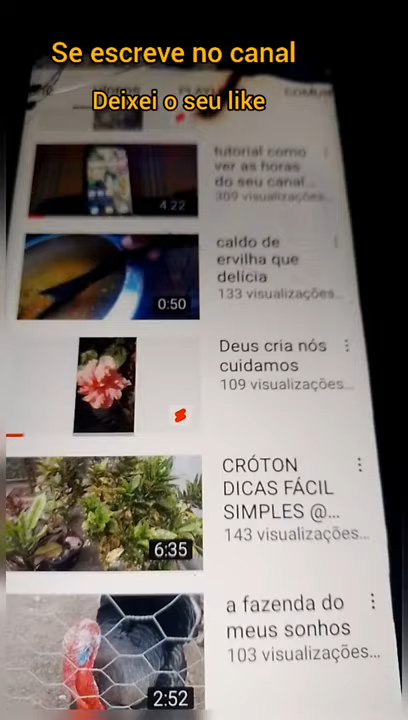 Se escreve no canal
Deixei o seu like
tutorial como
ver as horas
do seu canal...
309 visualizações...
4:22
caldo de
ervilha que
delícia
133 visualizações...
0:50
Deus cria nós
cuidamos
109 visualizações...
CRÓTON
DICAS FÁCIL
SIMPLES @...
143 visualizações...
6:35
a fazenda do
meus sonhos
103 visualizações...
2:52